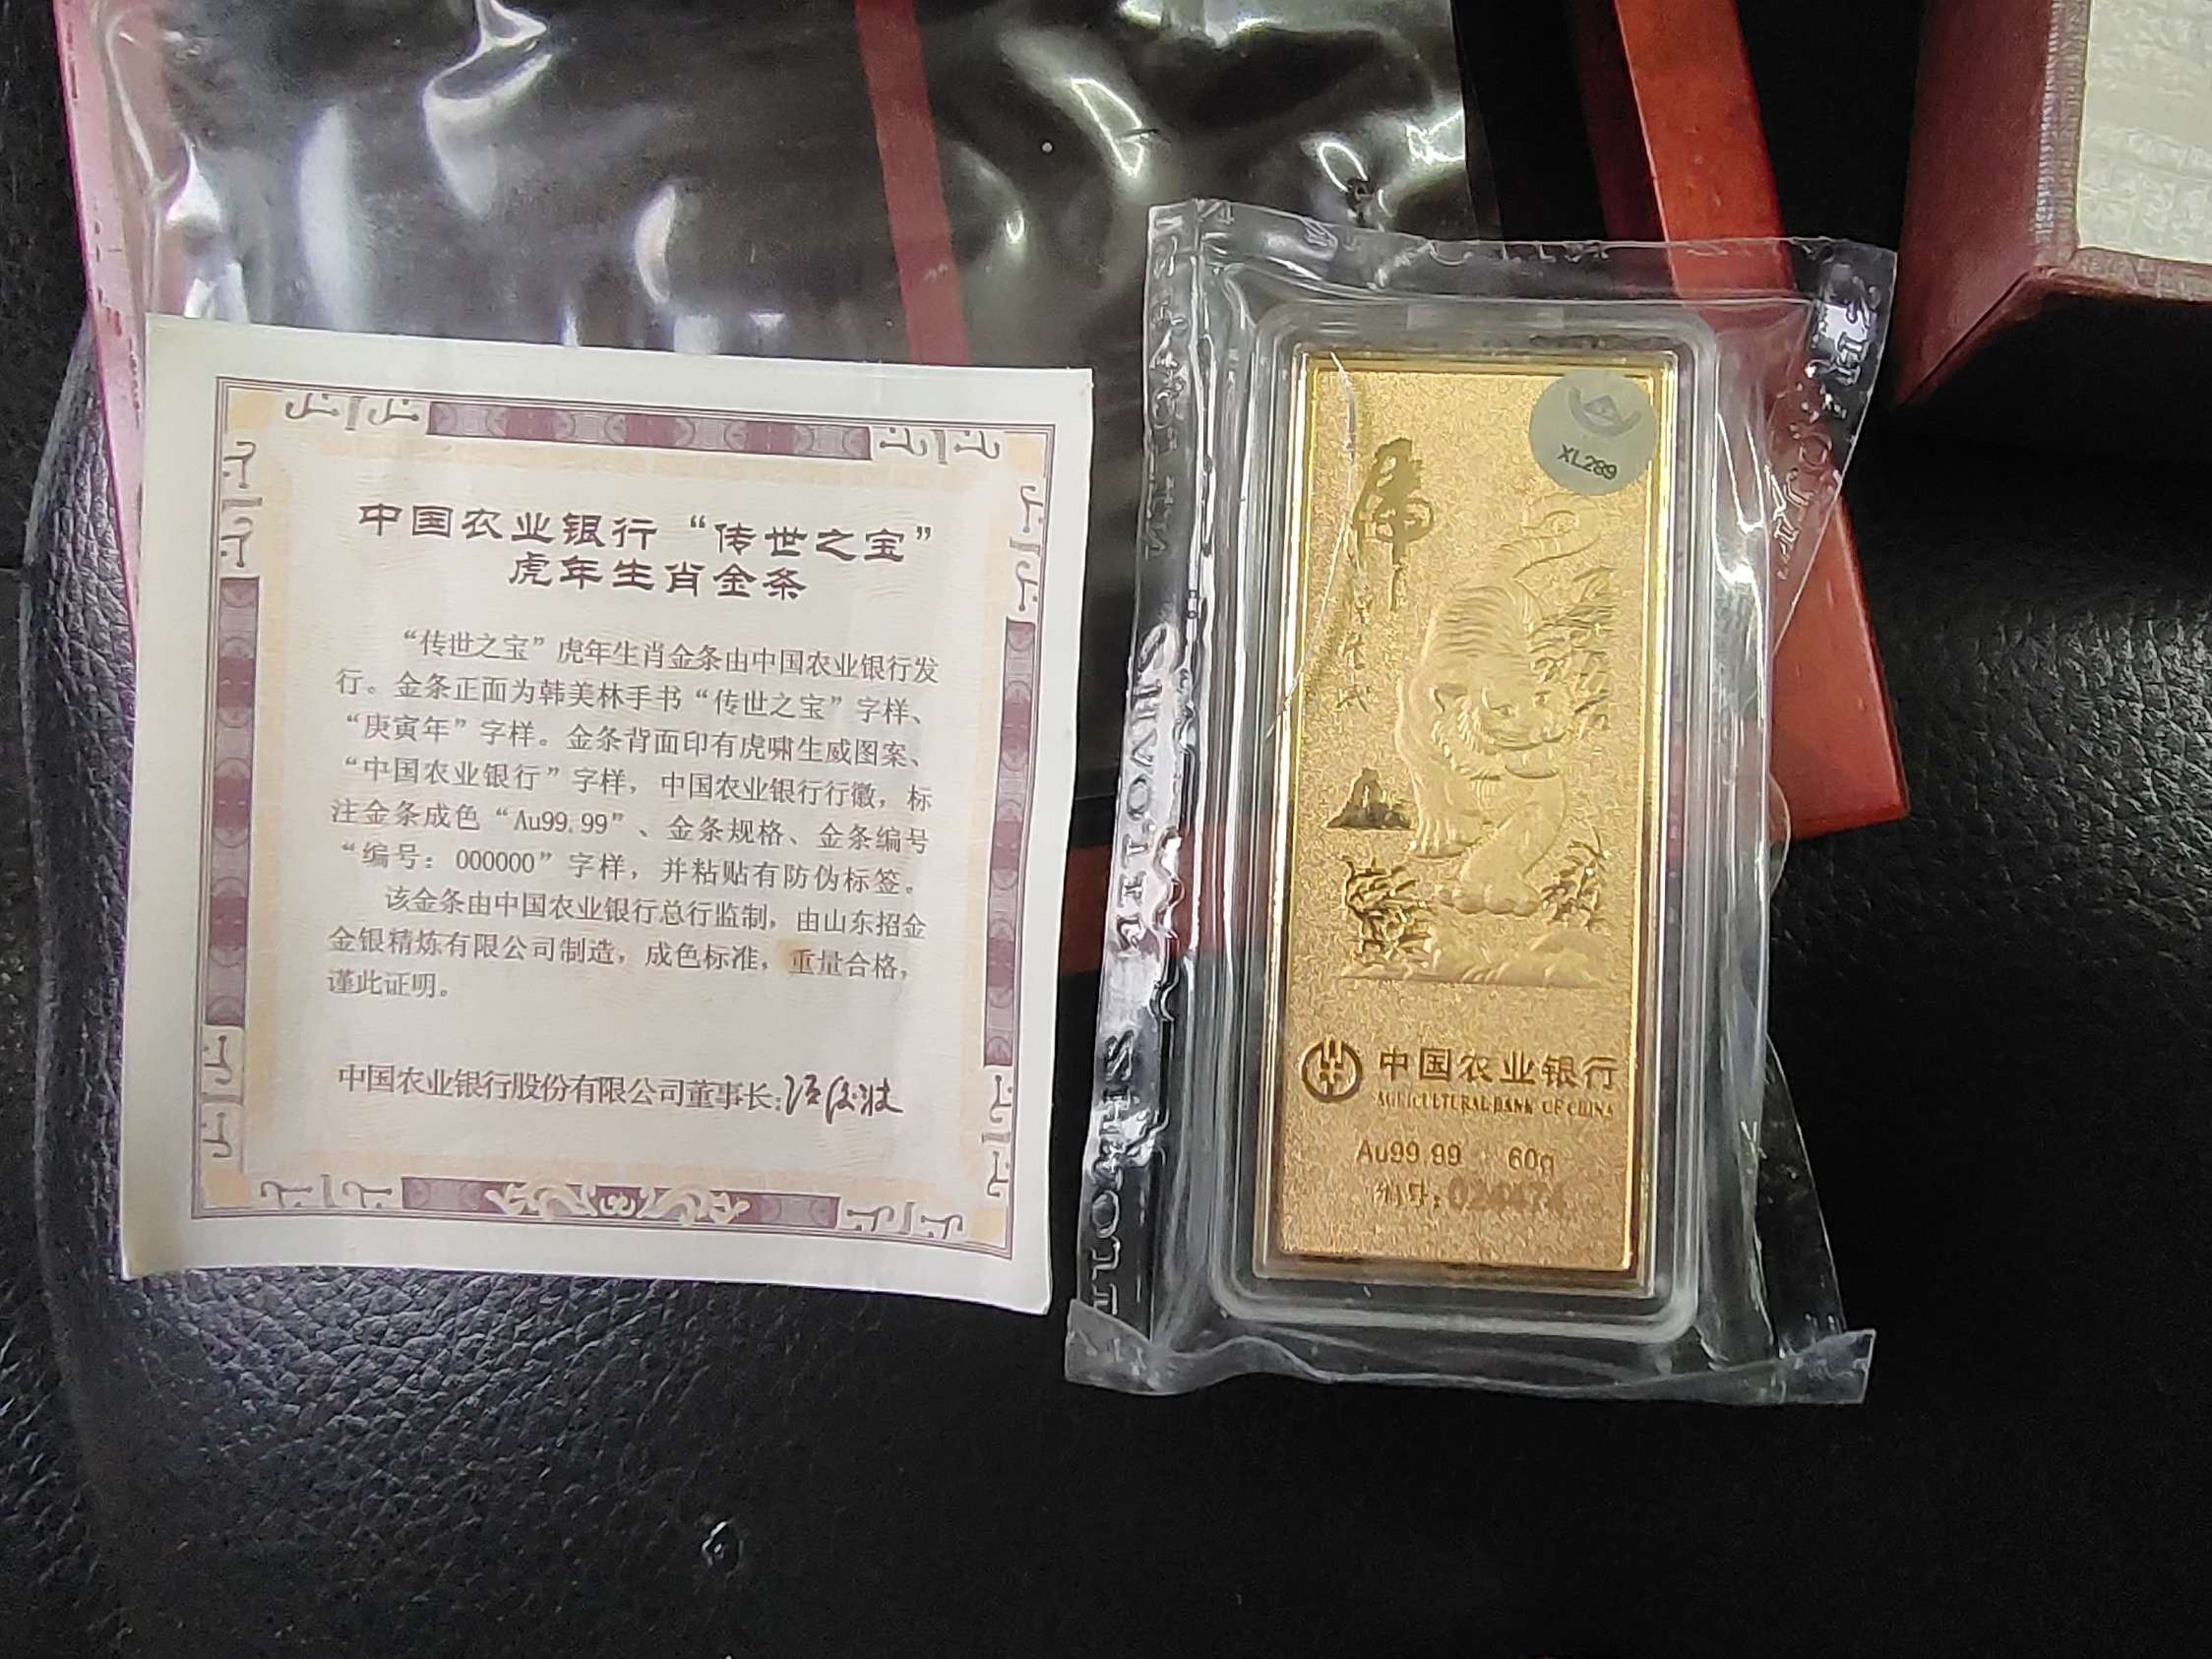 中国农业银行“传世之宝”
虎年生肖金条
“传世之宝”虎年生肖金条由中国农业银行发
行。金条正面为韩美林手书“传世之宝”字样、
“庚寅年”字样。金条背面印有虎啸生威图案、
“中国农业银行”字样，中国农业银行行徽，标
注金条成色“Au99.99”、金条规格、金条编号
“编号：000000”字样，并粘贴有防伪标签。
该金条由中国农业银行总行监制，由山东招金
金银精炼有限公司制造，成色标准，重量合格，
谨此证明。
中国农业银行股份有限公司董事长:
XL289
虎
中国农业银行
AGRICULTURAL BANK OF CHINA
Au99.99 60g
编号:024474